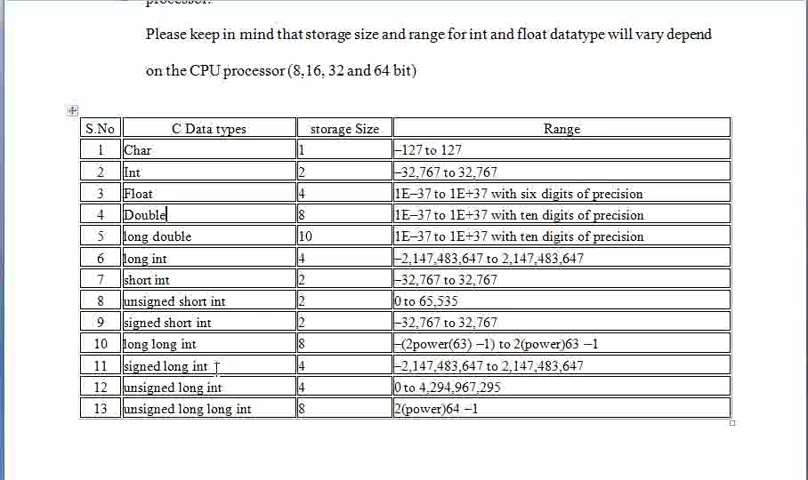 processor.
Please keep in mind that storage size and range for int and float datatype will vary depend
on the CPU processor (8,16, 32 and 64 bit)
S.No C Data types storage Size Range
1 Char 1 –127 to 127
2 Int 2 –32,767 to 32,767
3 Float 4 1E–37 to 1E+37 with six digits of precision
4 Double 8 1E–37 to 1E+37 with ten digits of precision
5 long double 10 1E–37 to 1E+37 with ten digits of precision
6 long int 4 –2,147,483,647 to 2,147,483,647
7 short int 2 –32,767 to 32,767
8 unsigned short int 2 0 to 65,535
9 signed short int 2 –32,767 to 32,767
10 long long int 8 –(2power(63) –1) to 2(power)63 –1
11 signed long int 4 –2,147,483,647 to 2,147,483,647
12 unsigned long int 4 0 to 4,294,967,295
13 unsigned long long int 8 2(power)64 –1